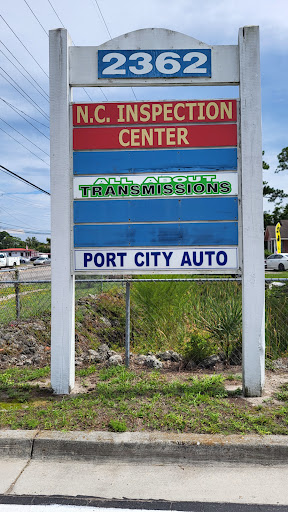 2362
N.C. INSPECTION
CENTER
ALL ABOUT
TRANSMISSIONS
PORT CITY AUTO